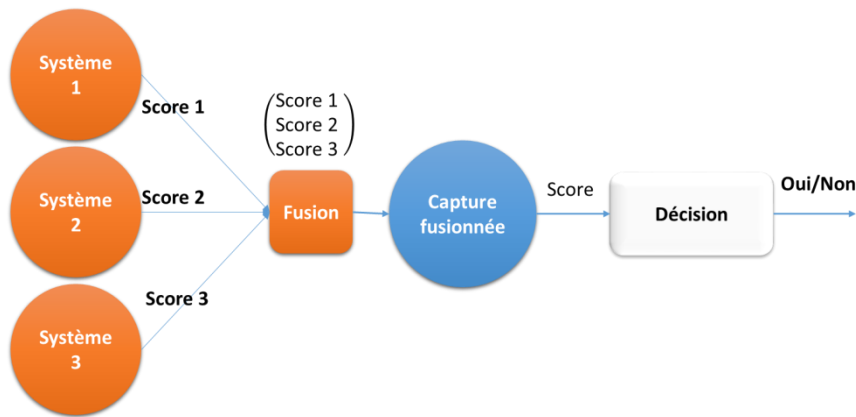 Système
1
Score 1
Système
2
Score 2
Système
3
Score 3
Score 1
Score 2
Score 3
Fusion
Capture
fusionnée
Score
Décision
Oui/Non